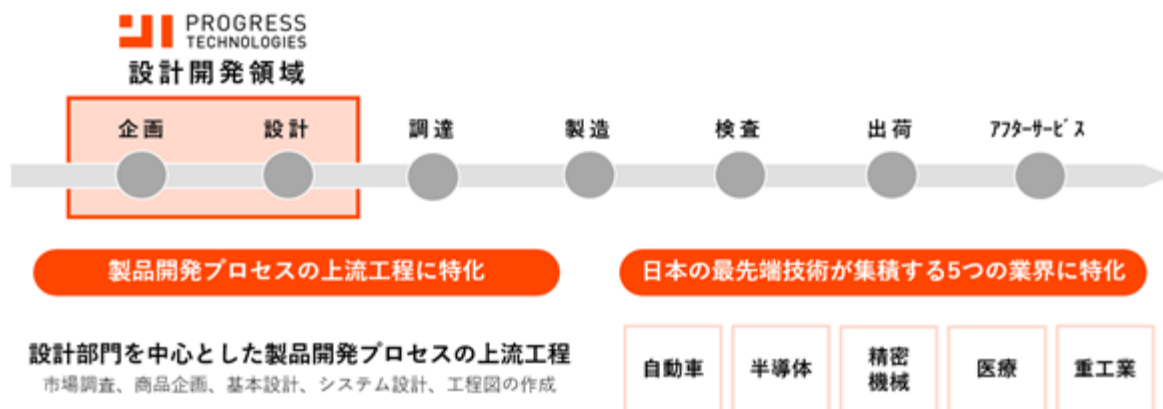 PROGRESS
TECHNOLOGIES
設計開発領域
企画 設計 調達 製造 検査 出荷 ｱﾌﾀｰｻｰﾋﾞｽ
製品開発プロセスの上流工程に特化
日本の最先端技術が集積する5つの業界に特化
設計部門を中心とした製品開発プロセスの上流工程
市場調査、商品企画、基本設計、システム設計、工程図の作成
自動車 半導体 精密機械 医療 重工業